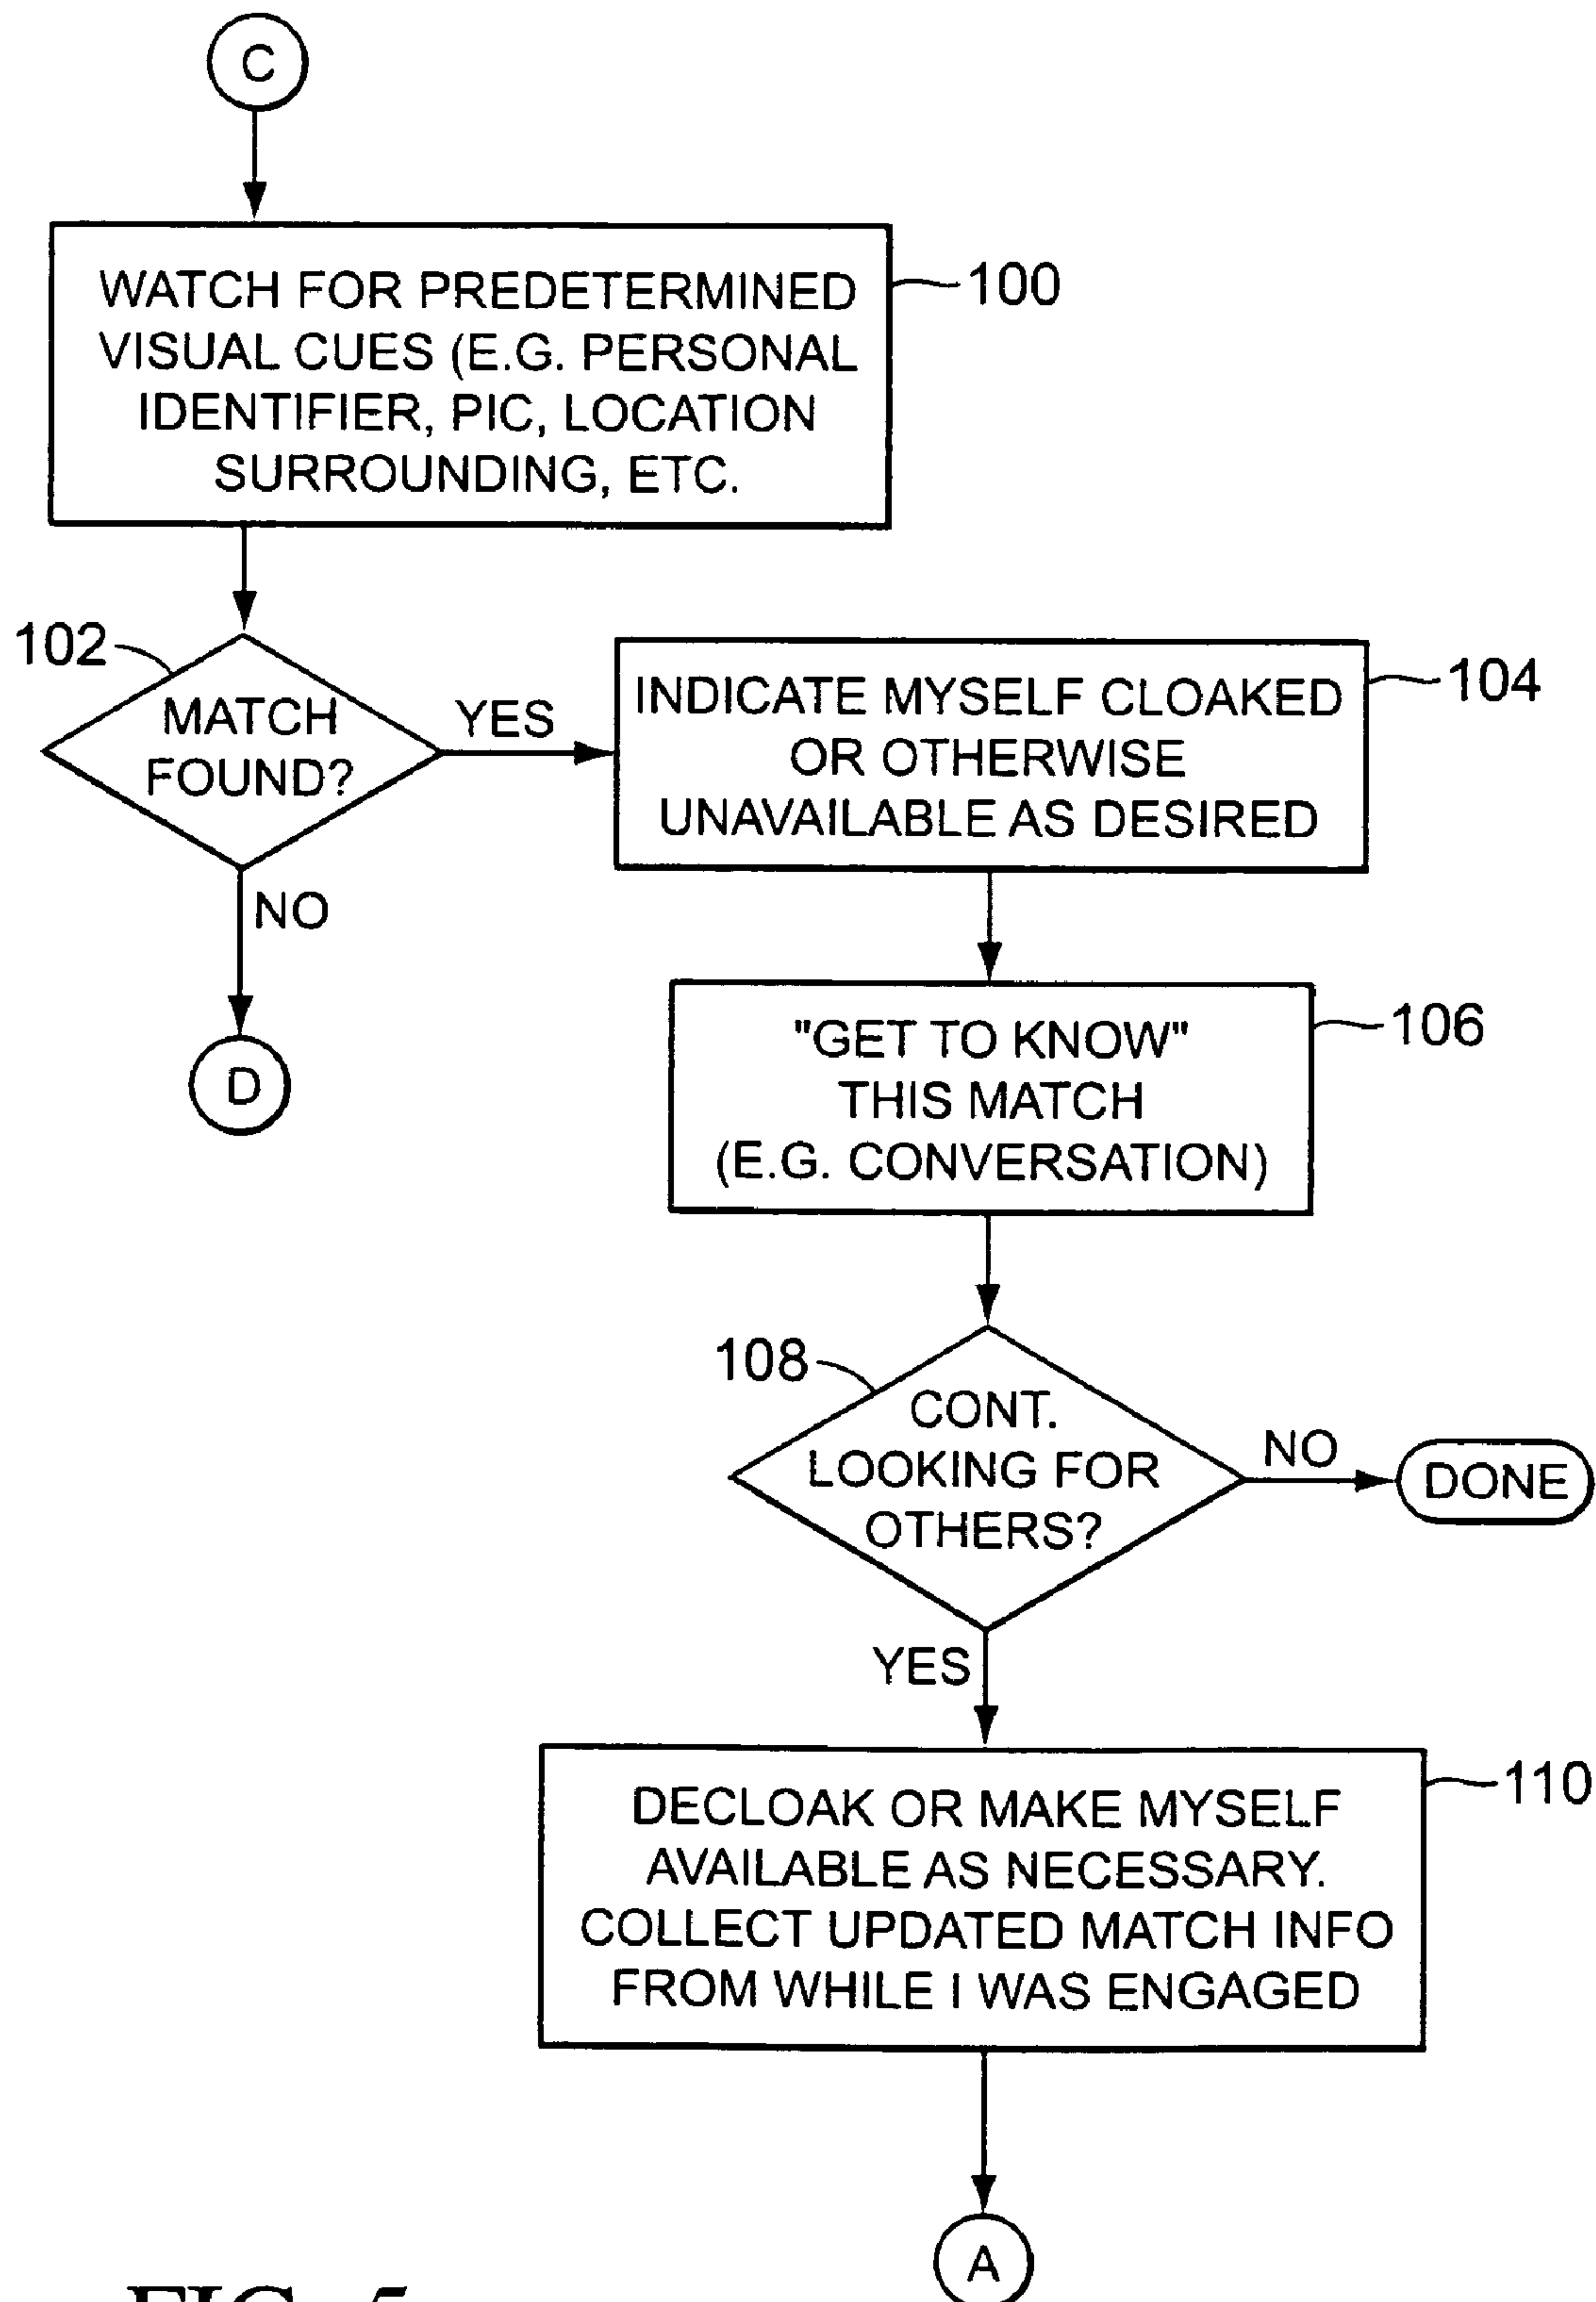 C
WATCH FOR PREDETERMINED
VISUAL CUES (E.G. PERSONAL
IDENTIFIER, PIC, LOCATION
SURROUNDING, ETC.
100
102
MATCH
FOUND?
YES
NO
D
INDICATE MYSELF CLOAKED
OR OTHERWISE
UNAVAILABLE AS DESIRED
104
"GET TO KNOW"
THIS MATCH
(E.G. CONVERSATION)
106
108
CONT.
LOOKING FOR
OTHERS?
NO
DONE
YES
DECLOAK OR MAKE MYSELF
AVAILABLE AS NECESSARY.
COLLECT UPDATED MATCH INFO
FROM WHILE I WAS ENGAGED
110
A